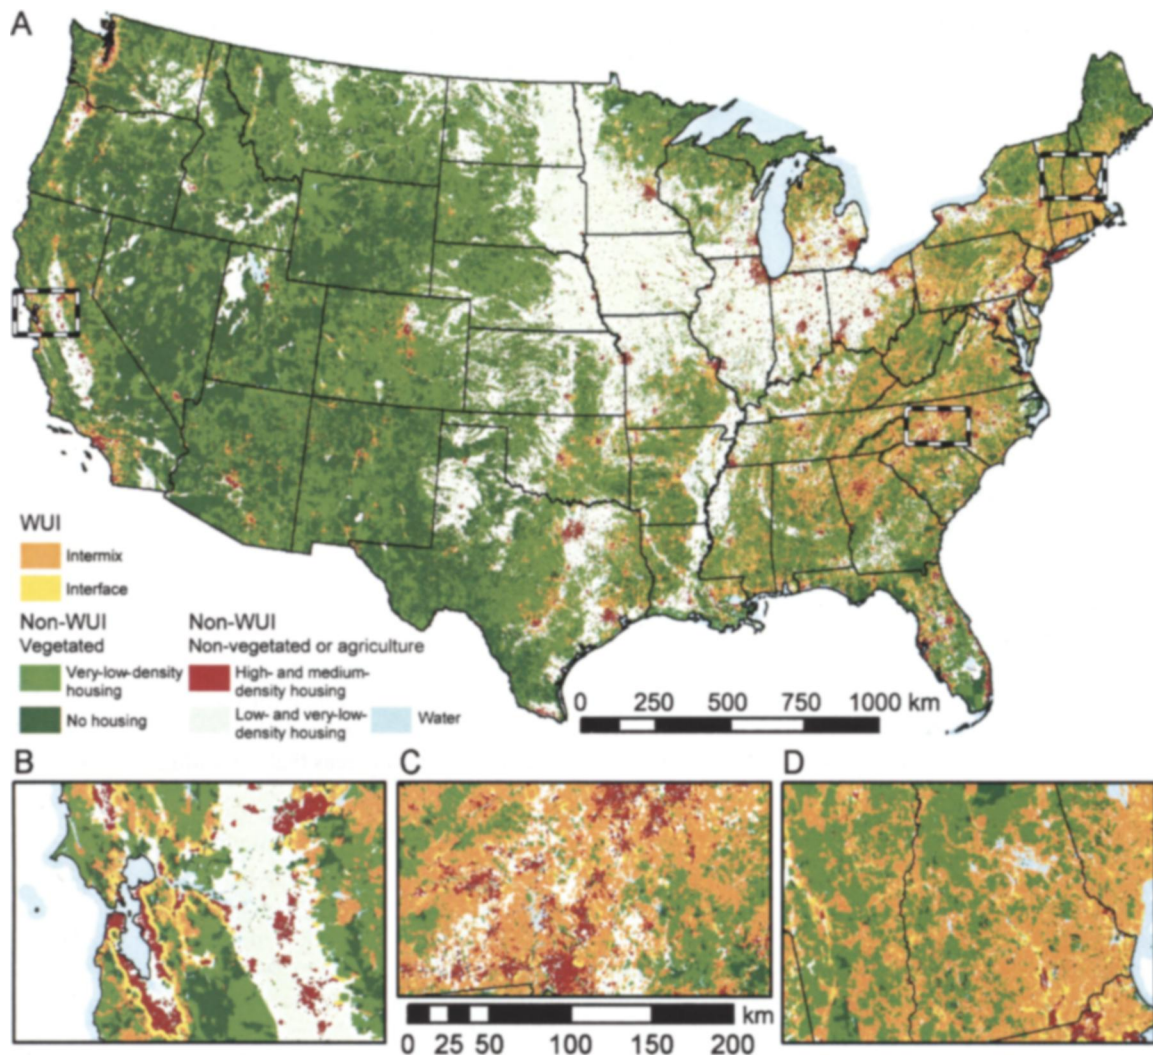 A
WUI
Intermix
Interface
Non-WUI
Vegetated
Very-low-density
housing
No housing
Non-WUI
Non-vegetated or agriculture
High- and medium-
density housing
Low- and very-low-
density housing
Water
0 250 500 750 1000 km
B
C
D
km
0 25 50 100 150 200